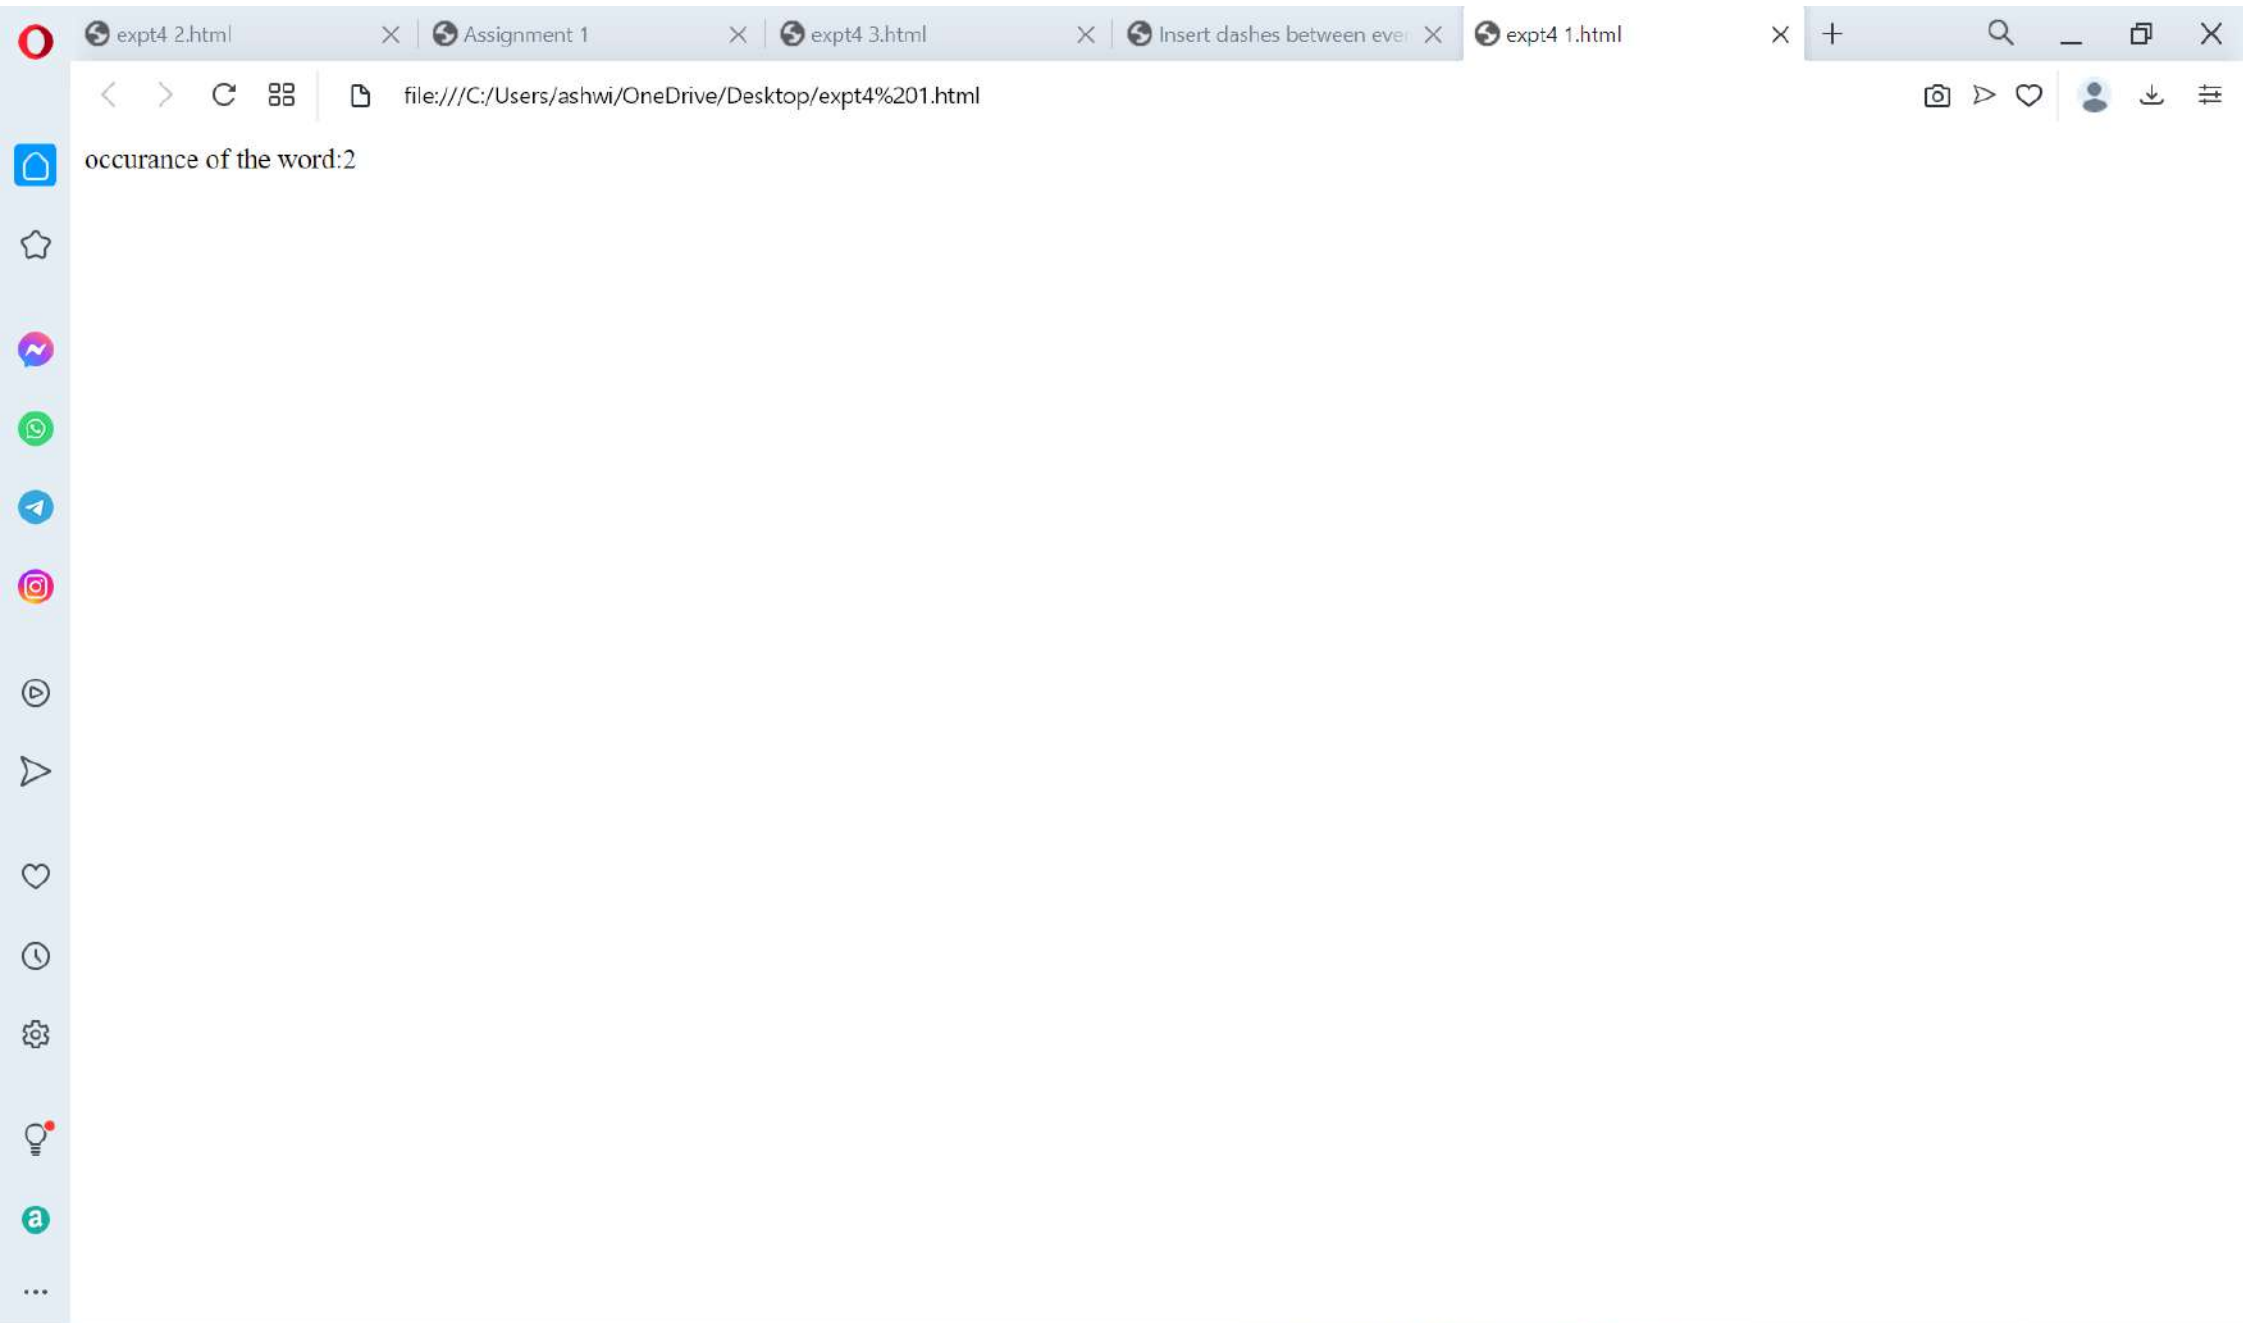 expt4 2.html
Assignment 1
expt4 3.html
Insert dashes between ever
expt4 1.html
file:///C:/Users/ashwi/OneDrive/Desktop/expt4%201.html
occurance of the word:2